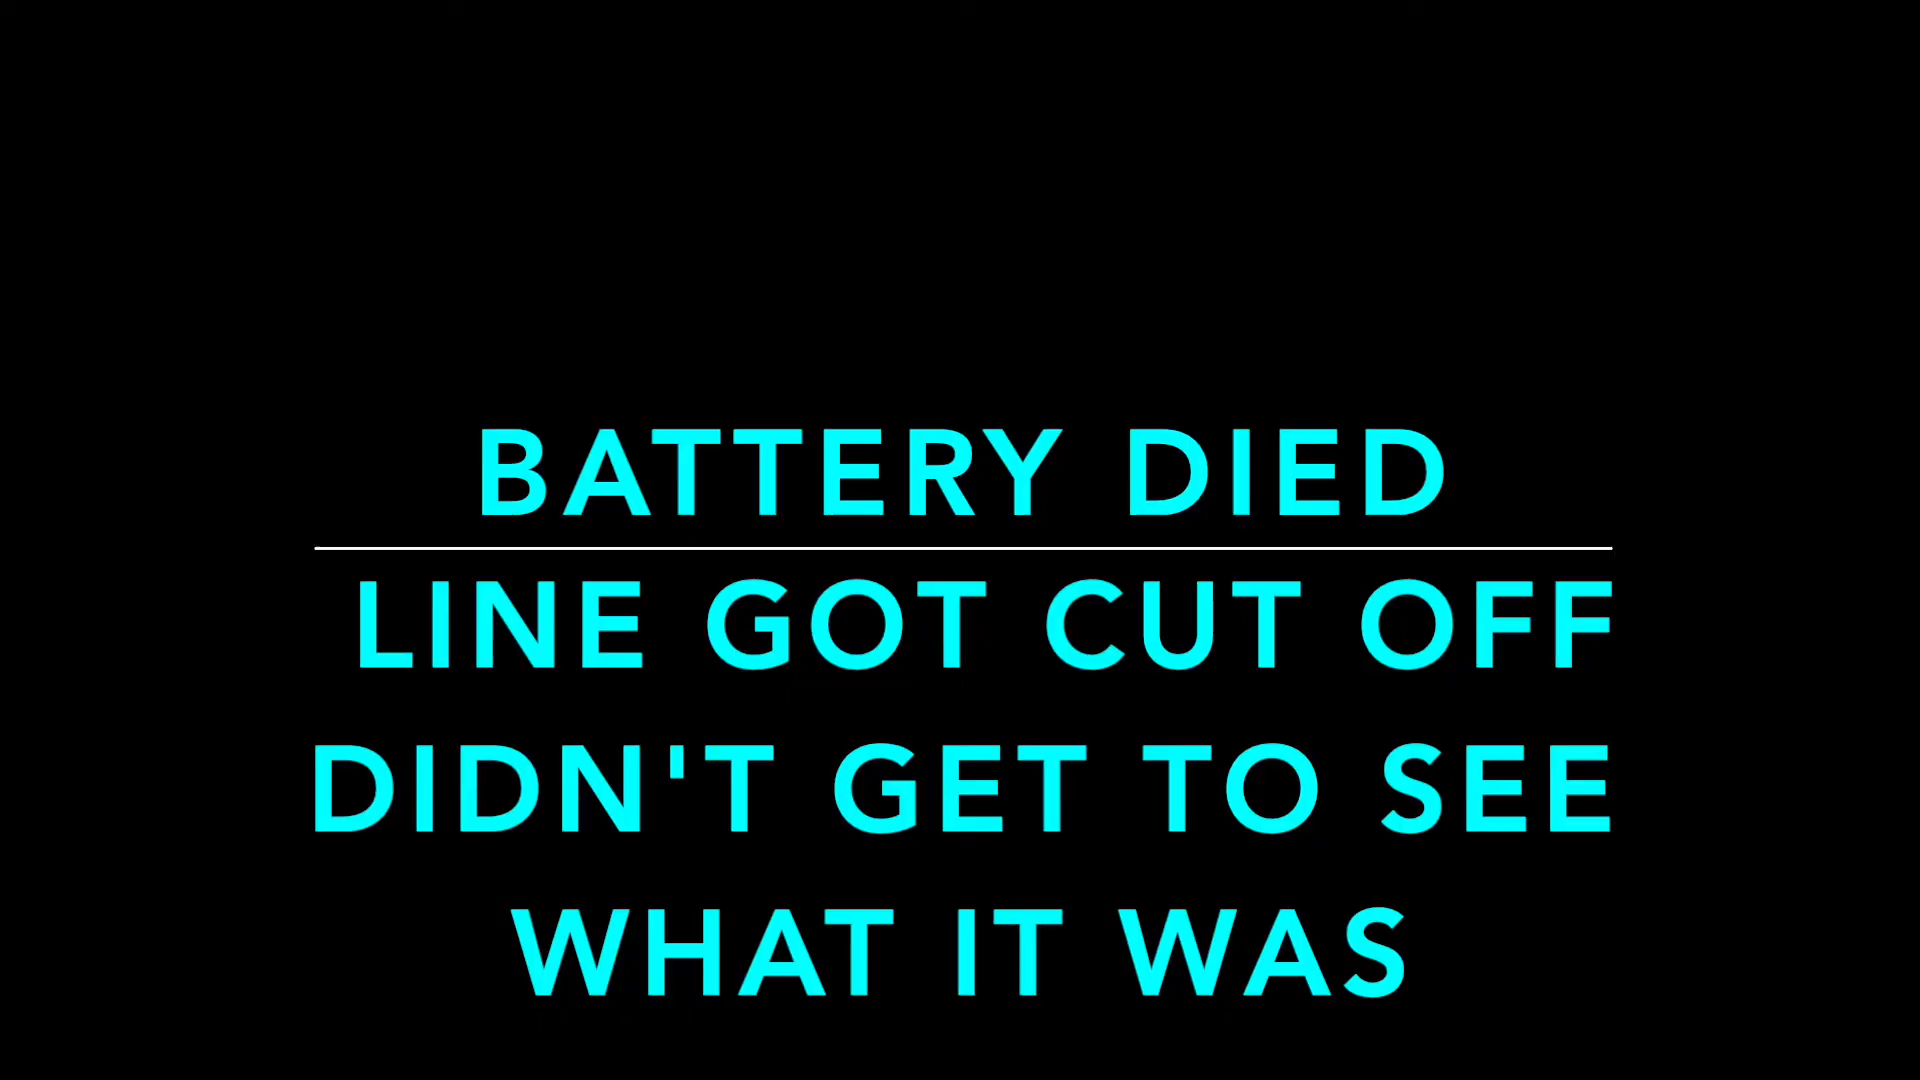 BATTERY DIED
LINE GOT CUT OFF
DIDN'T GET TO SEE
WHAT IT WAS